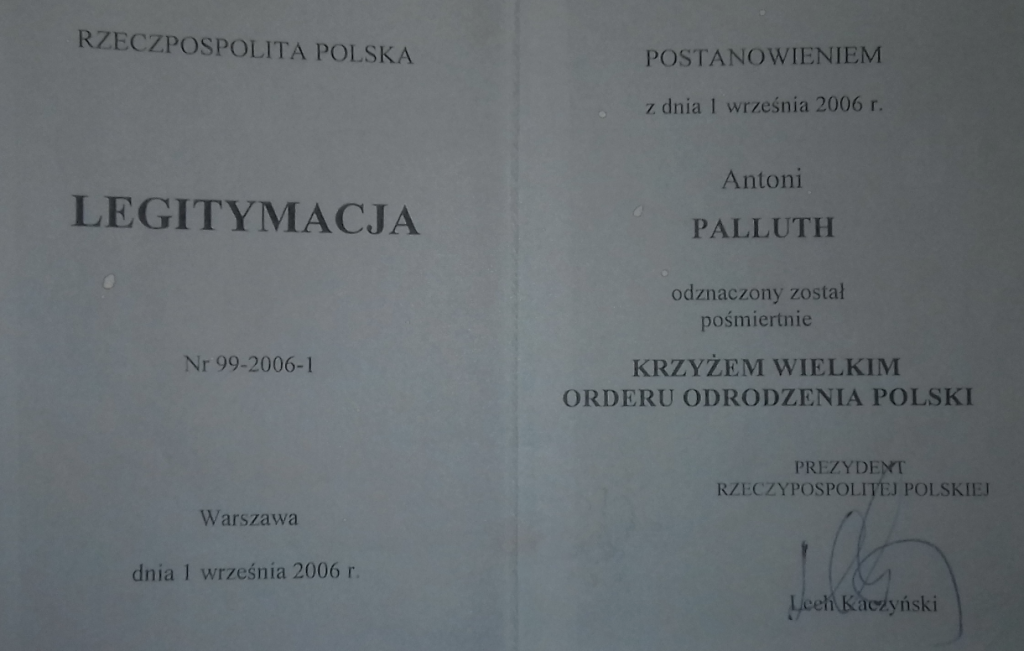 RZECZPOSPOLITA POLSKA
LEGITYMACJA
Nr 99-2006-1
Warszawa
dnia 1 września 2006 r.
POSTANOWIENIEM
z dnia 1 września 2006 r.
Antoni
PALLUTH
odznaczony został
pośmiertnie
KRZYŻEM WIELKIM
ORDERU ODRODZENIA POLSKI
PREZYDENT
RZECZYPOSPOLITEJ POLSKIEJ
Lech Kaczyński